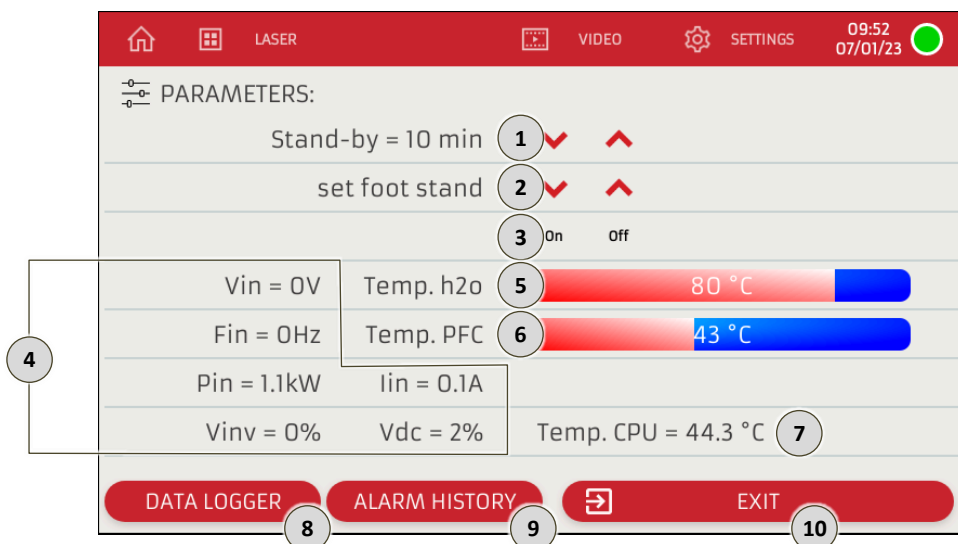 LASER VIDEO SETTINGS 09:52
07/01/23
PARAMETERS:
Stand-by = 10 min 1
set foot stand 2
3 On Off
Vin = 0V Temp. h2o 5 80 °C
Fin = 0Hz Temp. PFC 6 43 °C
4
Pin = 1.1kW Iin = 0.1A
Vinv = 0% Vdc = 2% Temp. CPU = 44.3 °C 7
DATA LOGGER ALARM HISTORY EXIT
8 9 10